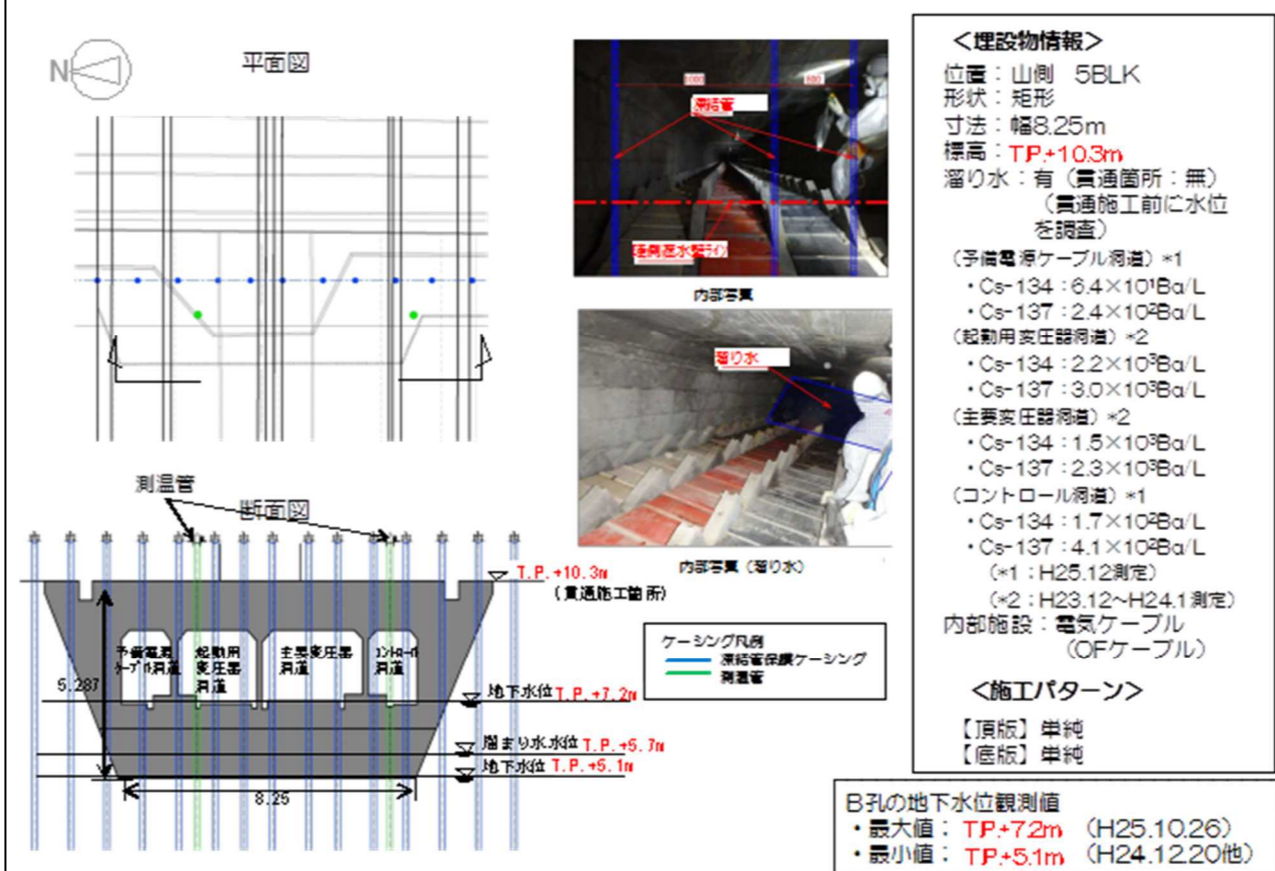 N
平面図
1000
800
凍結管
陸側遮水壁ライン
内部写真
溜り水
内部写真（溜り水）
測温管
断面図
T.P.+10.3m
(貫通施工箇所)
予備電源
ケーブル洞道
起動用
変圧器
洞道
主要変圧器
洞道
コントロール
洞道
5.287
地下水位 T.P.+7.2m
溜まり水水位 T.P.+5.7m
地下水位 T.P.+5.1m
8.25
ケーシング凡例
凍結管保護ケーシング
測温管
＜埋設物情報＞
位置：山側 5BLK
形状：矩形
寸法：幅8.25m
標高：T.P.+10.3m
溜り水：有（貫通箇所：無）
（貫通施工前に水位
を調査）
（予備電源ケーブル洞道）*1
・Cs-134：6.4×10¹Bq/L
・Cs-137：2.4×10²Bq/L
（起動用変圧器洞道）*2
・Cs-134：2.2×10³Bq/L
・Cs-137：3.0×10³Bq/L
（主要変圧器洞道）*2
・Cs-134：1.5×10³Bq/L
・Cs-137：2.3×10³Bq/L
（コントロール洞道）*1
・Cs-134：1.7×10²Bq/L
・Cs-137：4.1×10²Bq/L
（*1：H25.12測定）
（*2：H23.12～H24.1測定）
内部施設：電気ケーブル
（OFケーブル）
＜施工パターン＞
【頂版】単純
【底版】単純
B孔の地下水位観測値
・最大値：T.P.+7.2m （H25.10.26）
・最小値：T.P.+5.1m （H24.12.20他）